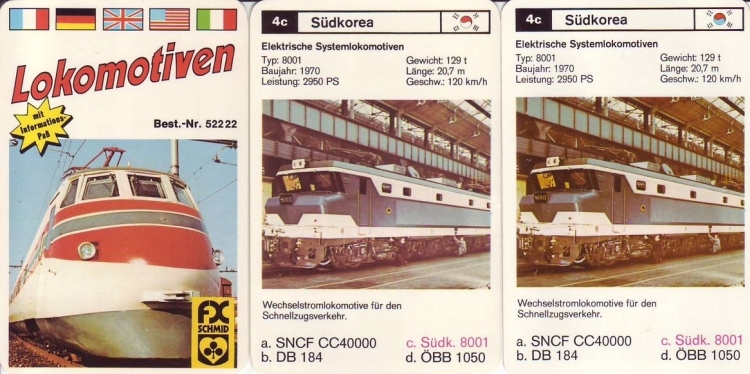 Lokomotiven
mit
Informations-
Paß
Best.-Nr. 52222
FX
SCHMID
4c Südkorea
Elektrische Systemlokomotiven
Typ: 8001 Gewicht: 129 t
Baujahr: 1970 Länge: 20,7 m
Leistung: 2950 PS Geschw.: 120 km/h
8001
Wechselstromlokomotive für den
Schnellzugsverkehr.
a. SNCF CC40000 c. Südk. 8001
b. DB 184 d. ÖBB 1050
4c Südkorea
Elektrische Systemlokomotiven
Typ: 8001 Gewicht: 129 t
Baujahr: 1970 Länge: 20,7 m
Leistung: 2950 PS Geschw.: 120 km/h
8001
Wechselstromlokomotive für den
Schnellzugsverkehr.
a. SNCF CC40000 c. Südk. 8001
b. DB 184 d. ÖBB 1050